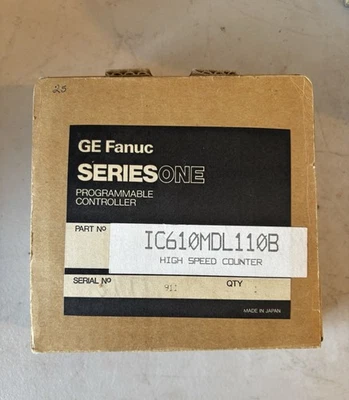 25
GE Fanuc
SERIES ONE
PROGRAMMABLE
CONTROLLER
PART Nº
IC610MDL110B
HIGH SPEED COUNTER
SERIAL Nº
911
QTY
MADE IN JAPAN